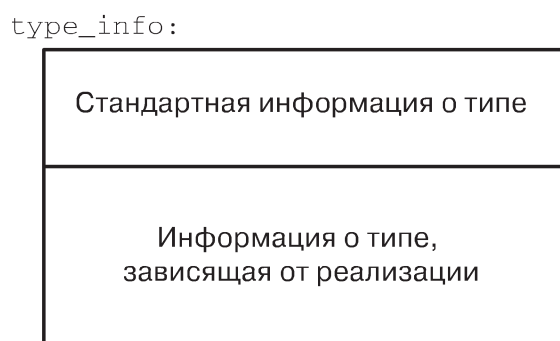 type_info:
Стандартная информация о типе
Информация о типе,
зависящая от реализации